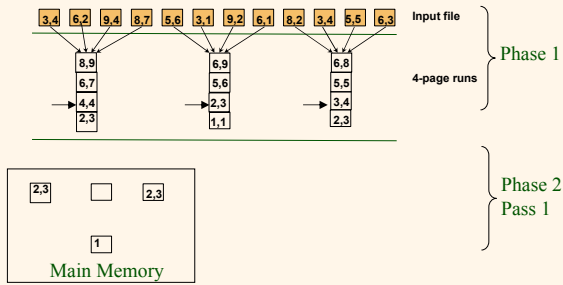 3,4 6,2 9,4 8,7 5,6 3,1 9,2 6,1 8,2 3,4 5,5 6,3 Input file
Phase 1
8,9 6,9 6,8
6,7 5,6 5,5 4-page runs
4,4 2,3 3,4
2,3 1,1 2,3
2,3 2,3
Phase 2
Pass 1
1
Main Memory